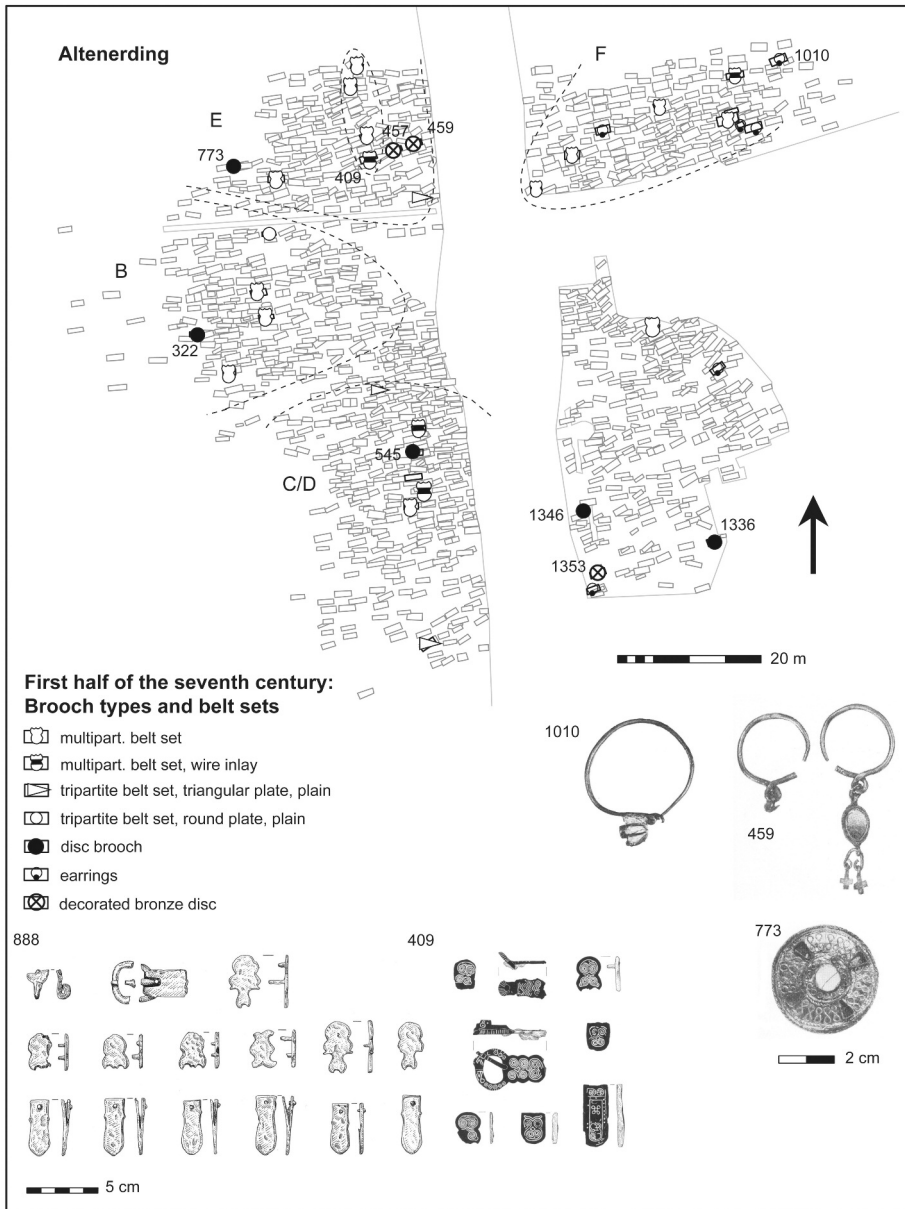 Altenerding
F
1010
E
457
459
773
409
B
322
545
C/D
1346
1336
1353
20 m
First half of the seventh century:
Brooch types and belt sets
multipart. belt set
multipart. belt set, wire inlay
tripartite belt set, triangular plate, plain
tripartite belt set, round plate, plain
disc brooch
earrings
decorated bronze disc
1010
459
773
2 cm
888
409
5 cm